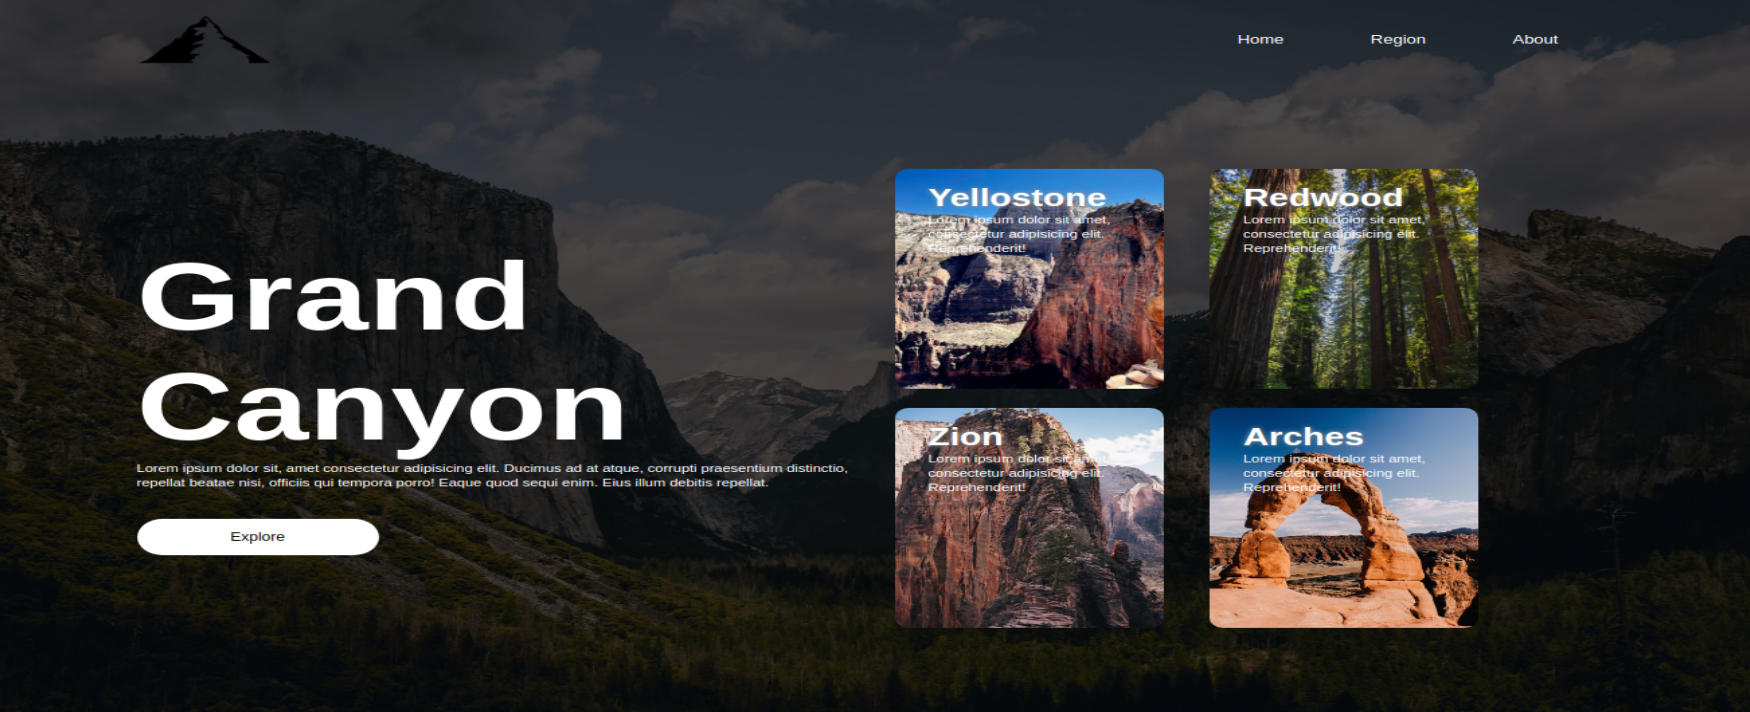 Home
Region
About
Grand
Canyon
Lorem ipsum dolor sit, amet consectetur adipisicing elit. Ducimus ad at atque, corrupti praesentium distinctio,
repellat beatae nisi, officiis qui tempora porro! Eaque quod sequi enim. Eius illum debitis repellat.
Explore
Yellostone
Lorem ipsum dolor sit amet,
consectetur adipisicing elit.
Reprehenderit!
Redwood
Lorem ipsum dolor sit amet,
consectetur adipisicing elit.
Reprehenderit!
Zion
Lorem ipsum dolor sit amet,
consectetur adipisicing elit.
Reprehenderit!
Arches
Lorem ipsum dolor sit amet,
consectetur adipisicing elit.
Reprehenderit!